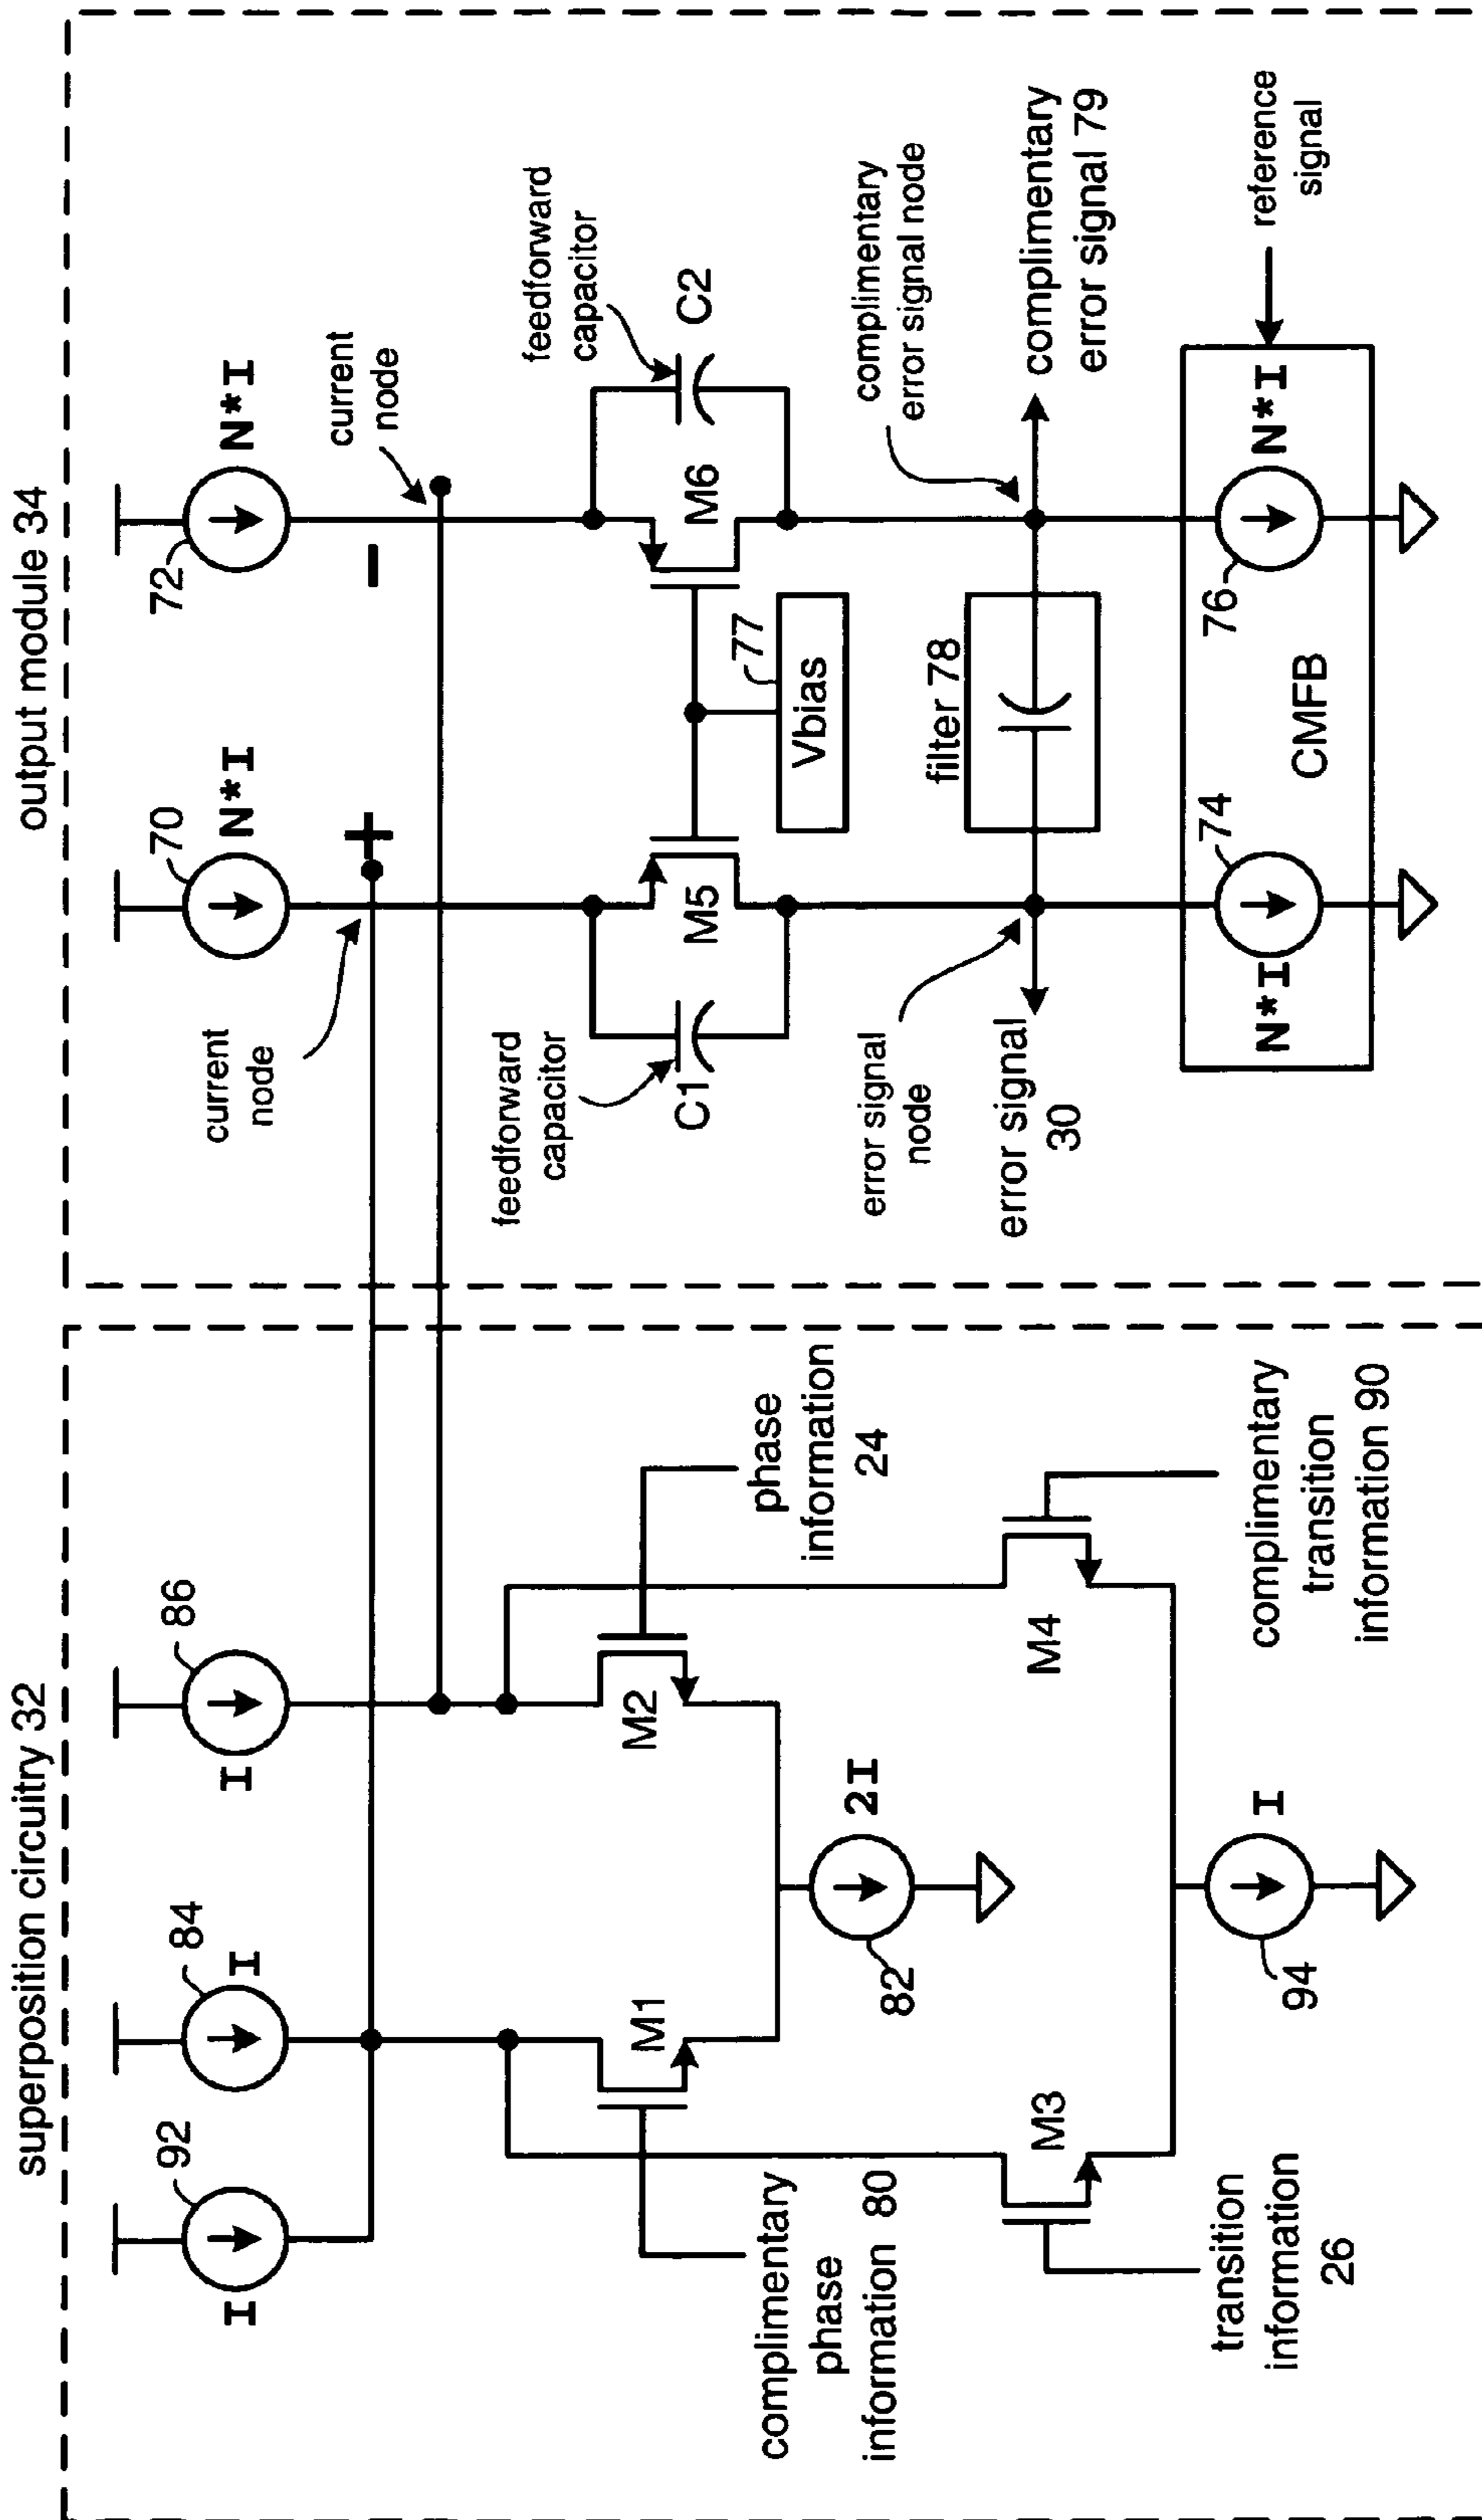 superposition circuitry 32
output module 34
92
I
84
I
86
I
70
N*I
72
N*I
current
node
+
current
node
-
complimentary
phase
information 80
M1
M2
phase
information
24
82
2I
transition
information
26
M3
M4
complimentary
transition
information 90
94
I
feedforward
capacitor
C1
M5
M6
feedforward
capacitor
C2
77
Vbias
error signal
node
error signal
30
filter 78
complimentary
error signal node
complimentary
error signal 79
N*I
74
CMFB
76
N*I
reference
signal